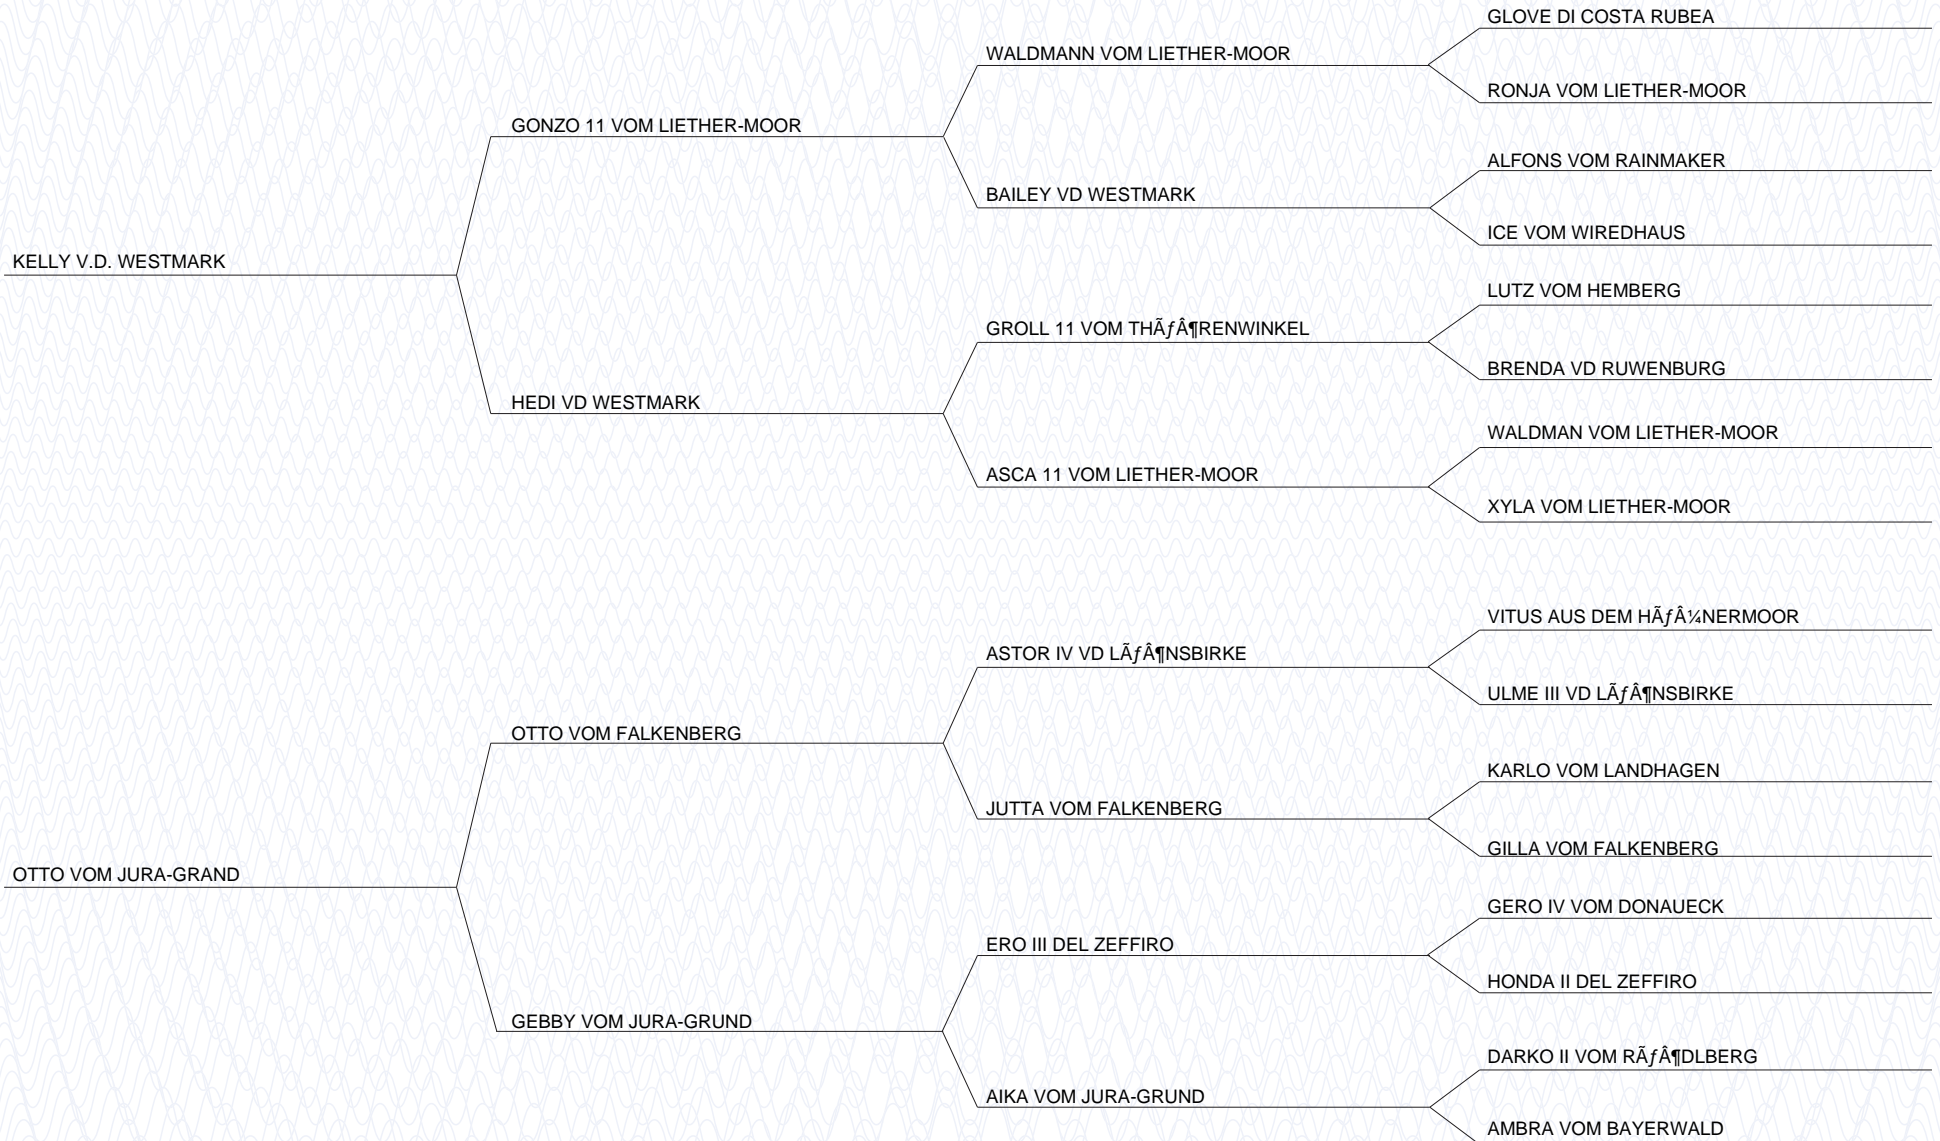 GLOVE DI COSTA RUBEA
WALDMANN VOM LIETHER-MOOR
RONJA VOM LIETHER-MOOR
GONZO 11 VOM LIETHER-MOOR
ALFONS VOM RAINMAKER
BAILEY VD WESTMARK
ICE VOM WIREDHAUS
KELLY V.D. WESTMARK
LUTZ VOM HEMBERG
GROLL 11 VOM THÃƒÂ¶RENWINKEL
BRENDA VD RUWENBURG
HEDI VD WESTMARK
WALDMAN VOM LIETHER-MOOR
ASCA 11 VOM LIETHER-MOOR
XYLA VOM LIETHER-MOOR
VITUS AUS DEM HÃƒÂ¼NERMOOR
ASTOR IV VD LÃƒÂ¶NSBIRKE
ULME III VD LÃƒÂ¶NSBIRKE
OTTO VOM FALKENBERG
KARLO VOM LANDHAGEN
JUTTA VOM FALKENBERG
GILLA VOM FALKENBERG
OTTO VOM JURA-GRAND
GERO IV VOM DONAUECK
ERO III DEL ZEFFIRO
HONDA II DEL ZEFFIRO
GEBBY VOM JURA-GRUND
DARKO II VOM RÃƒÂ¶DLBERG
AIKA VOM JURA-GRUND
AMBRA VOM BAYERWALD